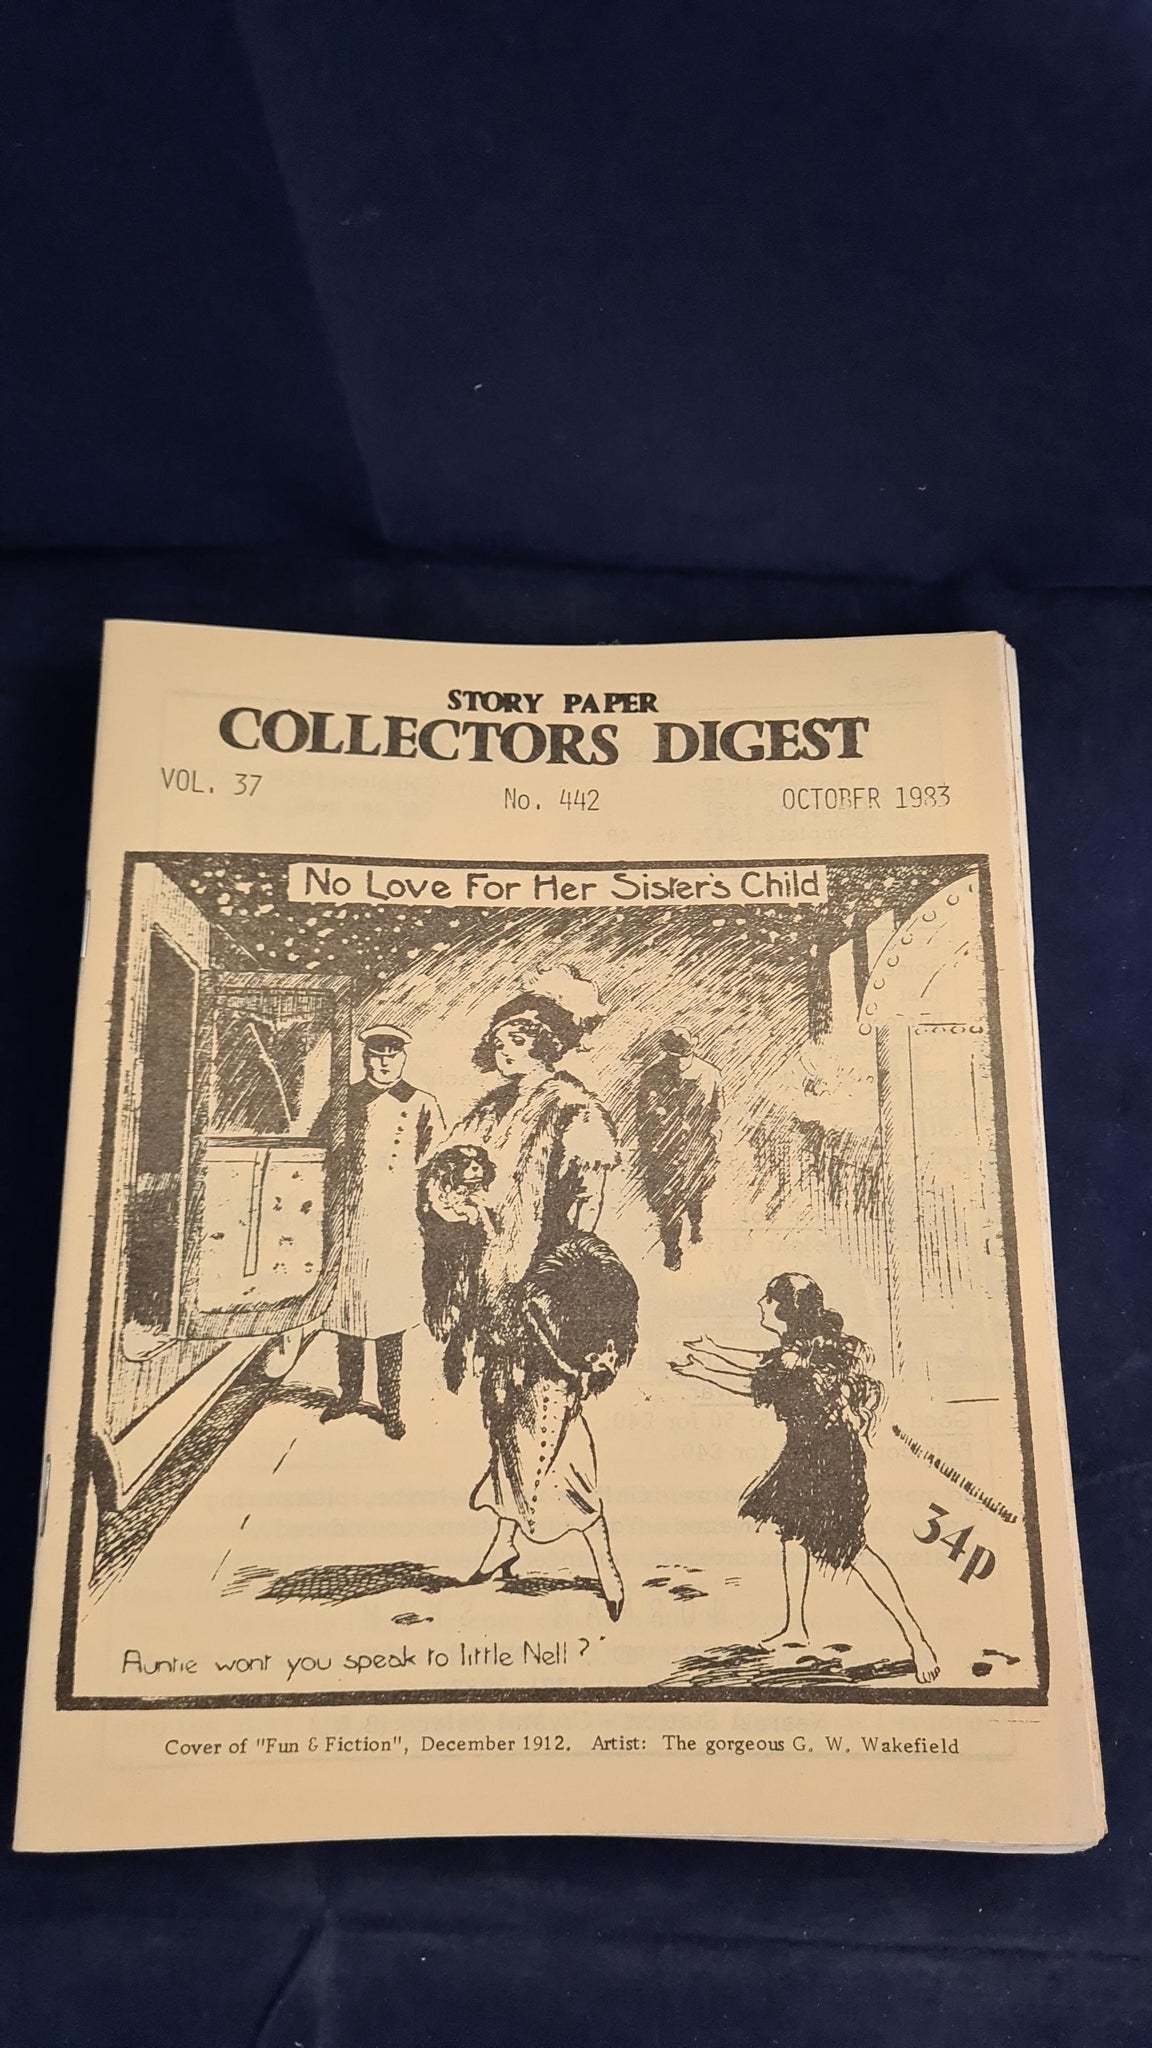 STORY PAPER
COLLECTORS DIGEST
VOL. 37 No. 442 OCTOBER 1983
No Love For Her Sister's Child
34p
Auntie wont you speak to little Nell?"
Cover of "Fun & Fiction", December 1912. Artist: The gorgeous G. W. Wakefield